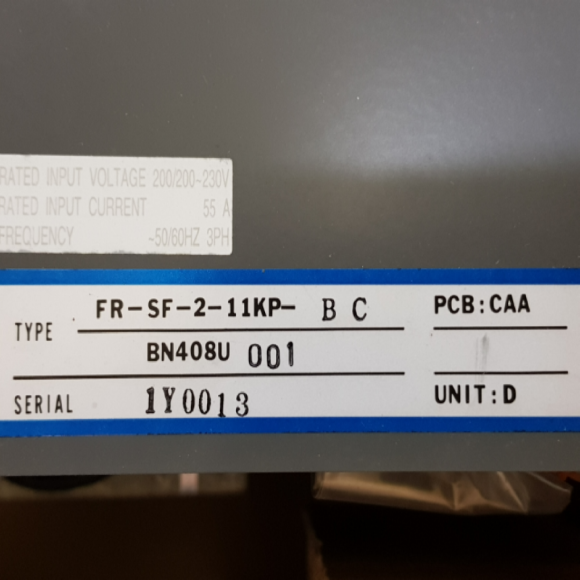 RATED INPUT VOLTAGE 200/200~230V
RATED INPUT CURRENT 55 A
FREQUENCY ~50/60HZ 3PH
TYPE FR-SF-2-11KP- B C PCB:CAA
BN408U 001
SERIAL 1Y0013 UNIT:D